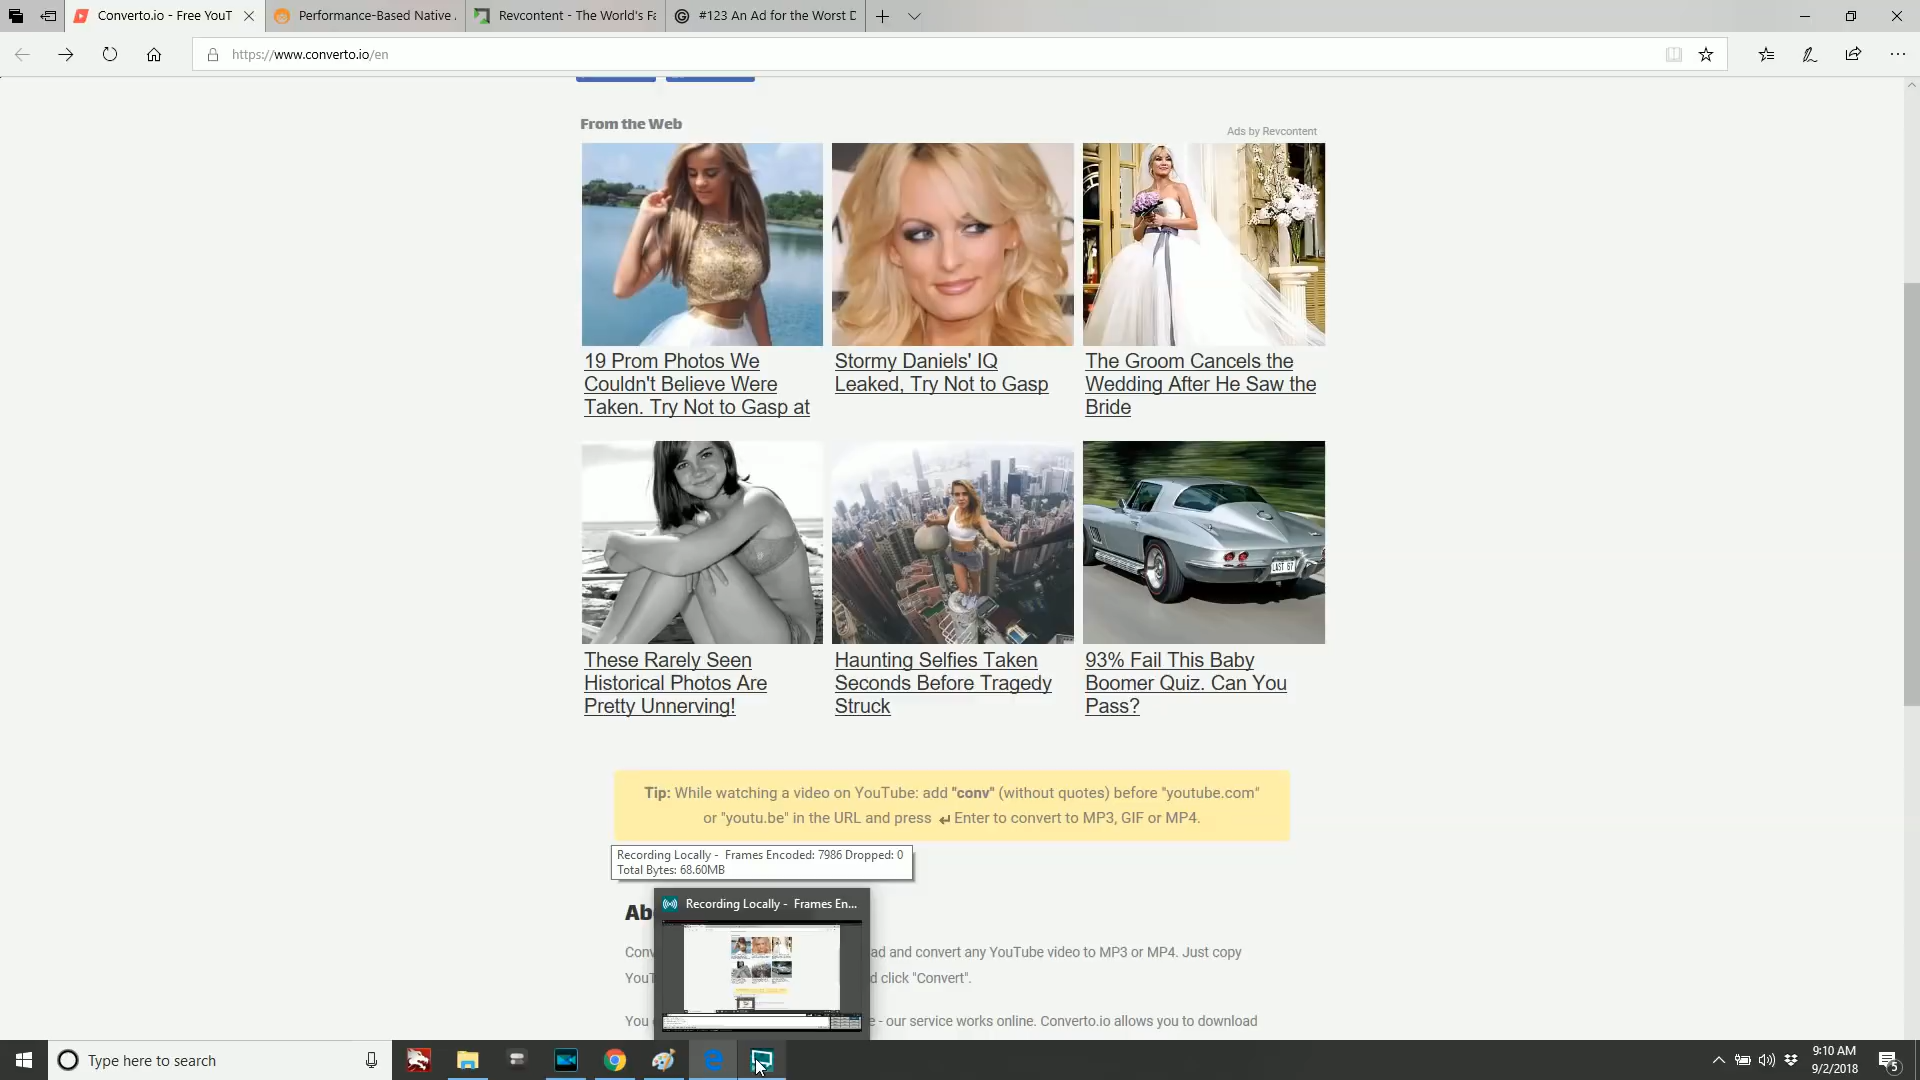 Converto.io - Free YouT
Performance-Based Native
Revcontent - The World's Fa
#123 An Ad for the Worst D
https://www.converto.io/en
From the Web
Ads by Revcontent
19 Prom Photos We
Couldn't Believe Were
Taken. Try Not to Gasp at
Stormy Daniels' IQ
Leaked, Try Not to Gasp
The Groom Cancels the
Wedding After He Saw the
Bride
LAST 67
These Rarely Seen
Historical Photos Are
Pretty Unnerving!
Haunting Selfies Taken
Seconds Before Tragedy
Struck
93% Fail This Baby
Boomer Quiz. Can You
Pass?
Tip: While watching a video on YouTube: add "conv" (without quotes) before "youtube.com"
or "youtu.be" in the URL and press ↵ Enter to convert to MP3, GIF or MP4.
Recording Locally - Frames Encoded: 7986 Dropped: 0
Total Bytes: 68.60MB
Recording Locally - Frames En...
Ab
Conv ad and convert any YouTube video to MP3 or MP4. Just copy
YouT d click "Convert".
You e - our service works online. Converto.io allows you to download
Type here to search
9:10 AM
9/2/2018
5